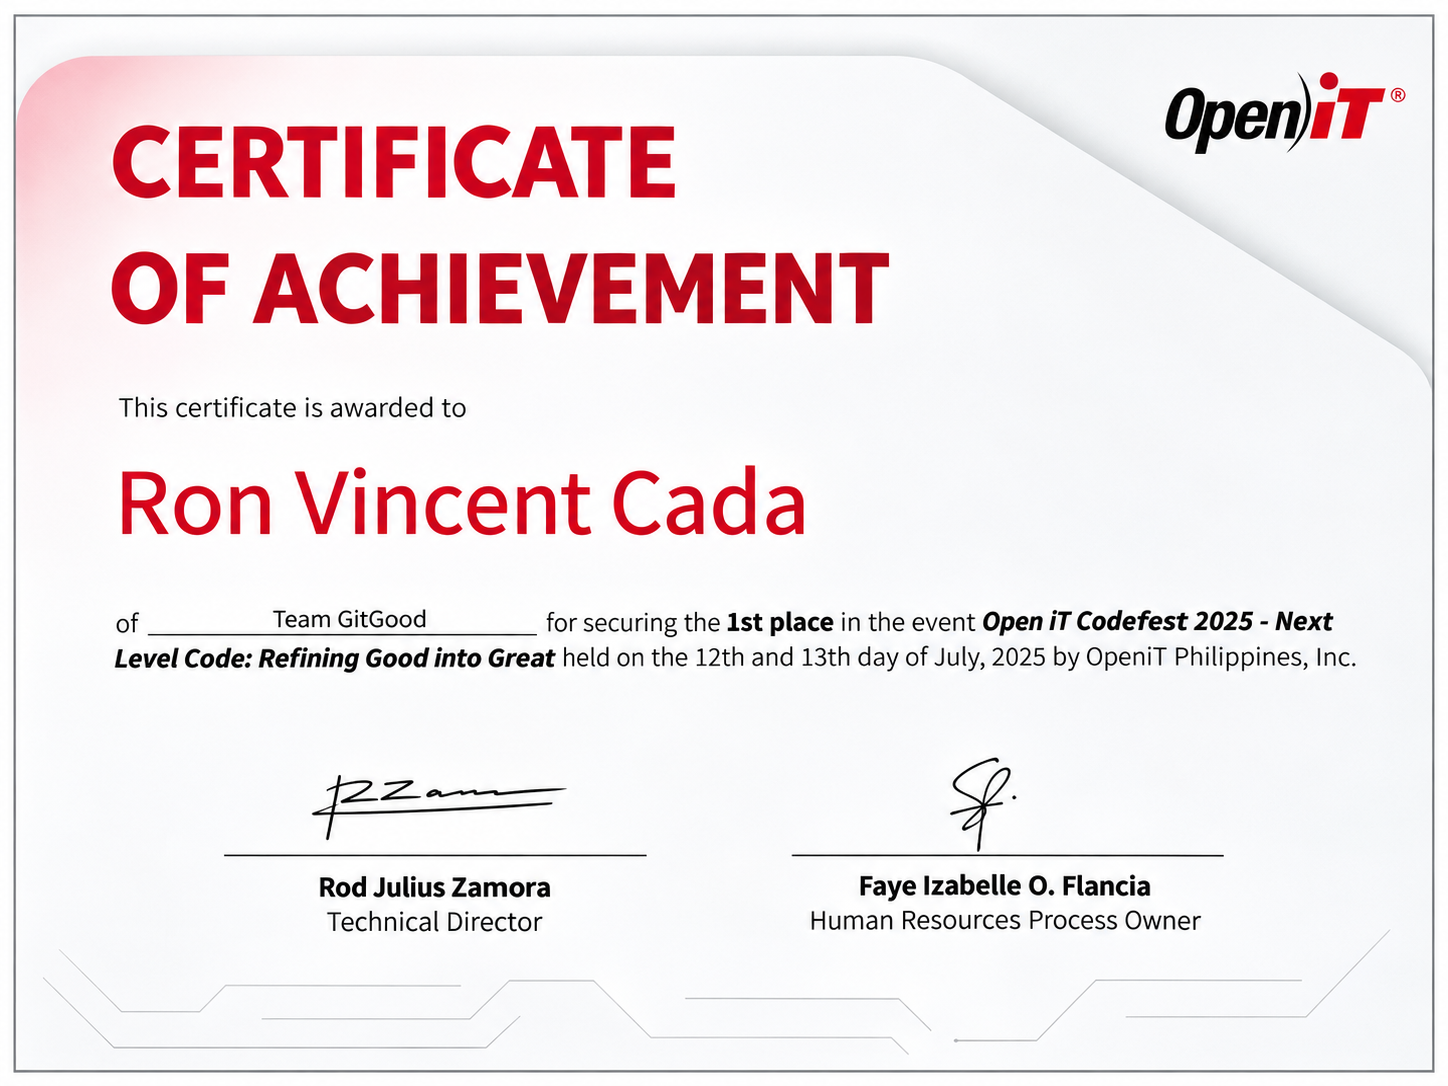 OpeniT®
CERTIFICATE
OF ACHIEVEMENT
This certificate is awarded to
Ron Vincent Cada
of Team GitGood for securing the 1st place in the event Open iT Codefest 2025 - Next
Level Code: Refining Good into Great held on the 12th and 13th day of July, 2025 by OpeniT Philippines, Inc.
Rod Julius Zamora
Technical Director
Faye Izabelle O. Flancia
Human Resources Process Owner